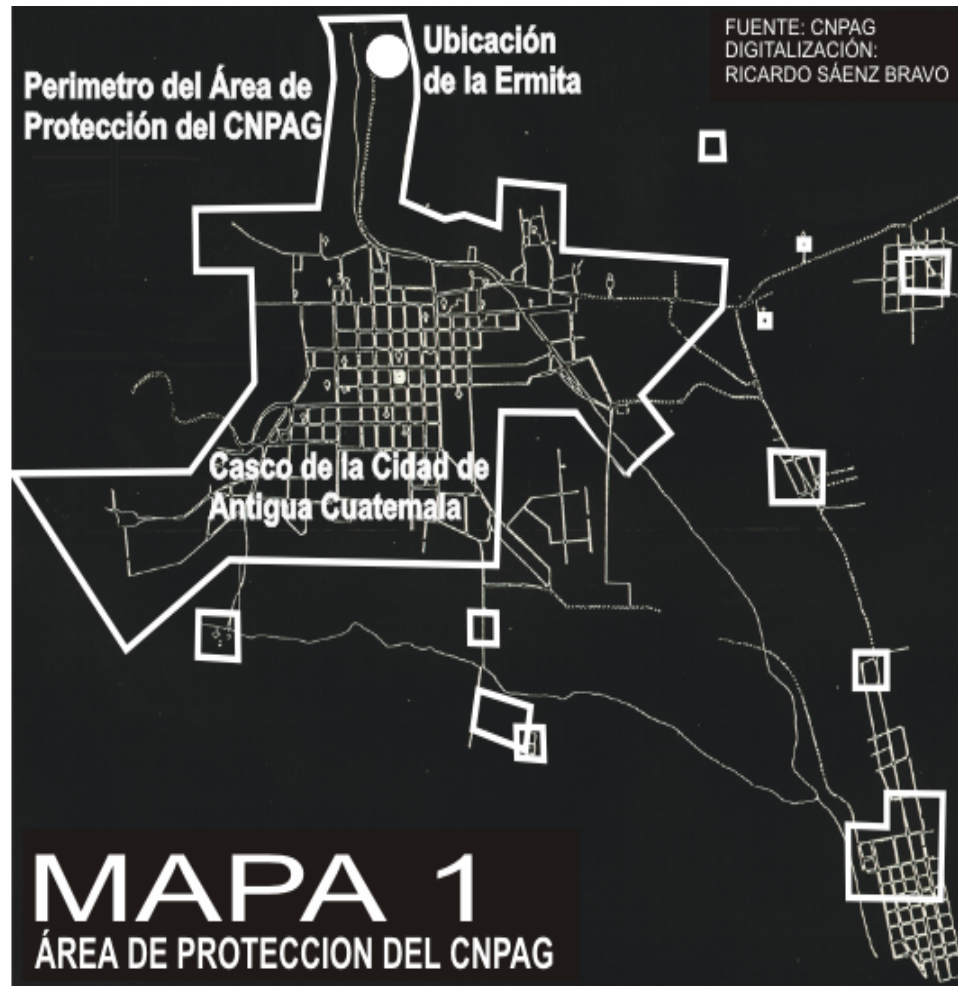 FUENTE: CNPAG
DIGITALIZACIÓN:
RICARDO SÁENZ BRAVO
Ubicación
de la Ermita
Perimetro del Área de
Protección del CNPAG
Casco de la Cidad de
Antigua Cuatemala
MAPA 1
ÁREA DE PROTECCION DEL CNPAG